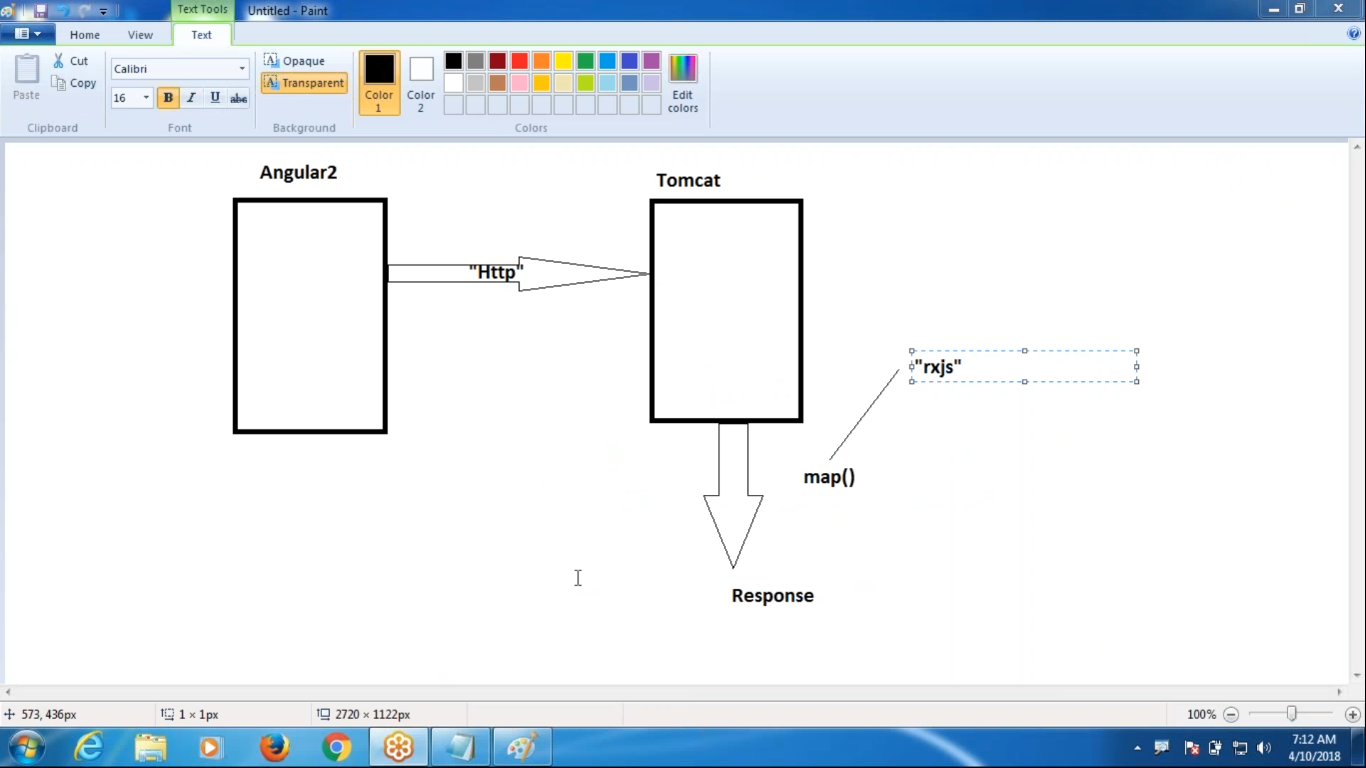 Text Tools
Untitled - Paint
Home
View
Text
Paste
Cut
Copy
Clipboard
Calibri
16
B
I
U
abc
Font
Opaque
Transparent
Background
Color
1
Color
2
Edit
colors
Colors
Angular2
Tomcat
"Http"
"rxjs"
map()
Response
573, 436px
1 × 1px
2720 × 1122px
100%
7:12 AM
4/10/2018